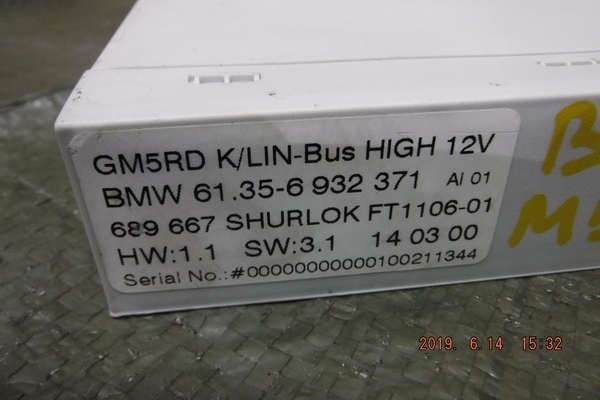 GM5RD K/LIN-Bus HIGH 12V
BMW 61.35-6 932 371 AI 01
689 667 SHURLOK FT1106-01
HW:1.1 SW:3.1 14 03 00
Serial No.:#00000000000100211344
2019. 6.14 15:32